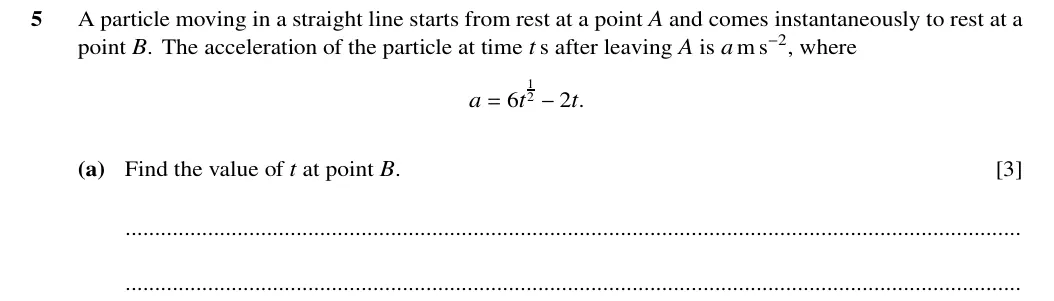 5 A particle moving in a straight line starts from rest at a point A and comes instantaneously to rest at a
point B. The acceleration of the particle at time t s after leaving A is a m s⁻², where
a = 6t^(1/2) – 2t.
(a) Find the value of t at point B. [3]